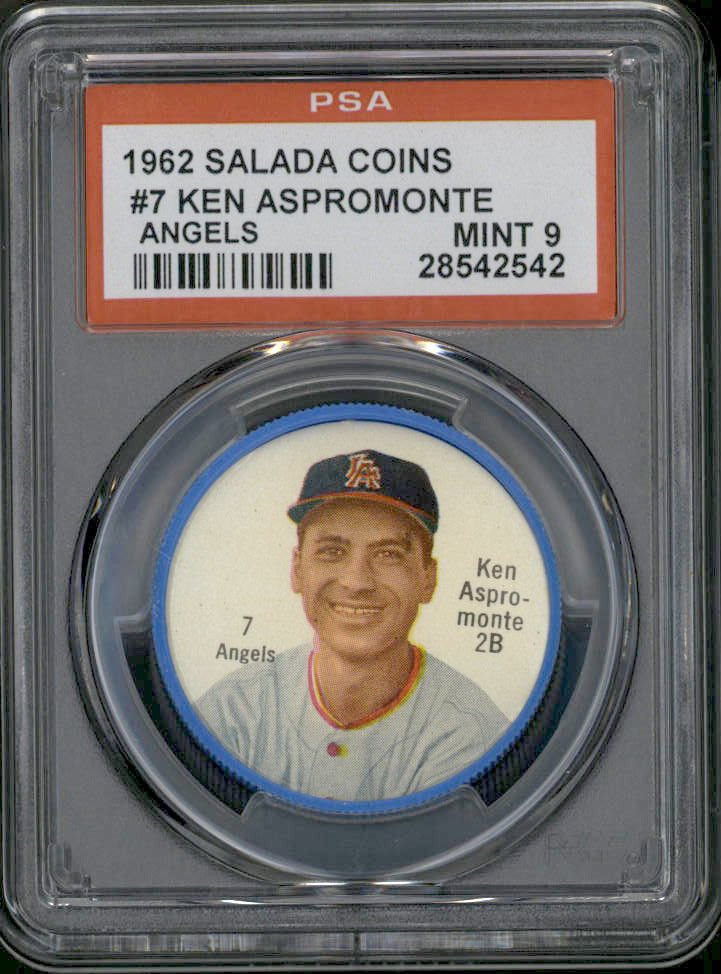 PSA
1962 SALADA COINS
#7 KEN ASPROMONTE
ANGELS MINT 9
28542542
LA
7
Angels
Ken
Aspro-
monte
2B